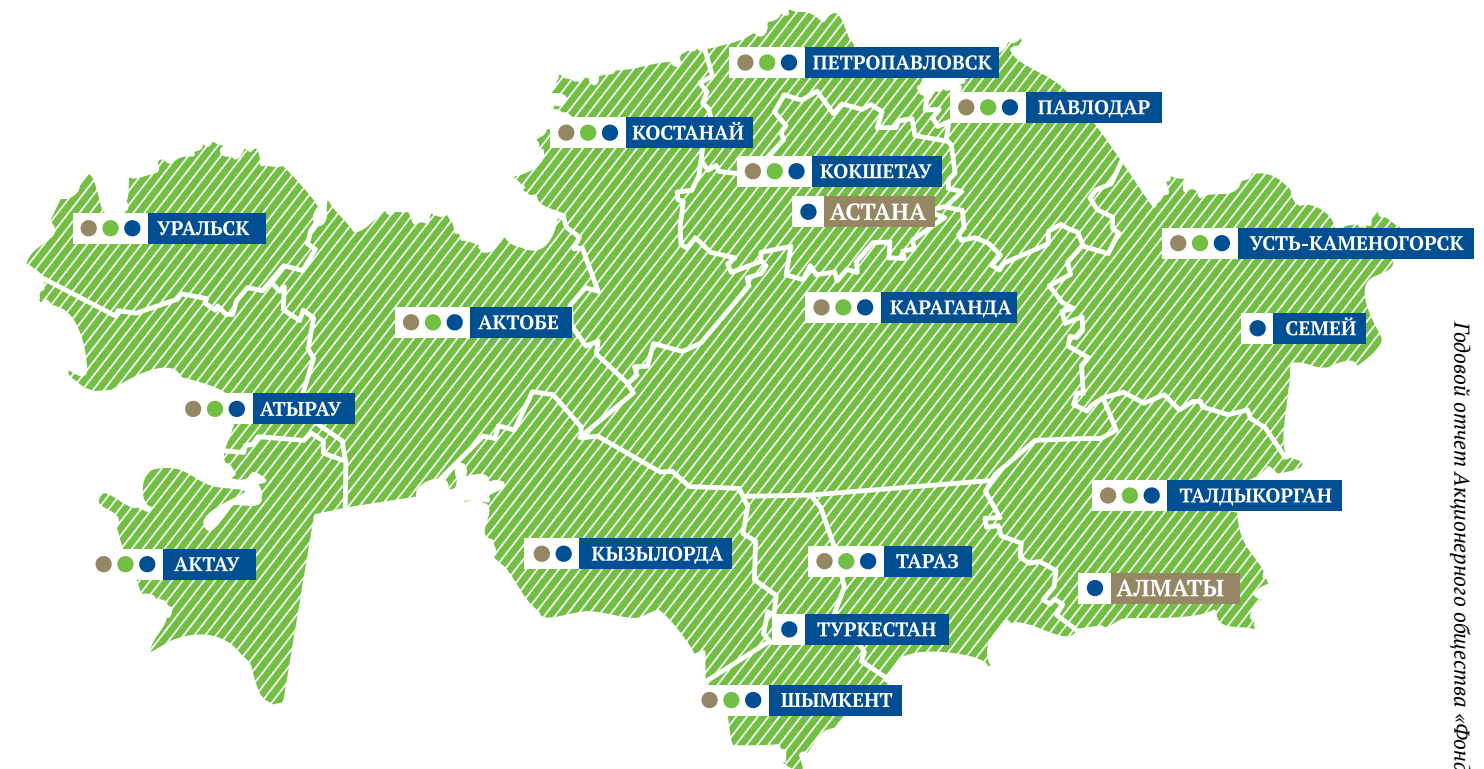 ПЕТРОПАВЛОВСК
ПАВЛОДАР
КОСТАНАЙ
КОКШЕТАУ
АСТАНА
УРАЛЬСК
УСТЬ-КАМЕНОГОРСК
КАРАГАНДА
АКТОБЕ
СЕМЕЙ
АТЫРАУ
ТАЛДЫКОРГАН
КЫЗЫЛОРДА
ТАРАЗ
АКТАУ
АЛМАТЫ
ТУРКЕСТАН
ШЫМКЕНТ
Годовой отчет Акционерного общества «Фонд